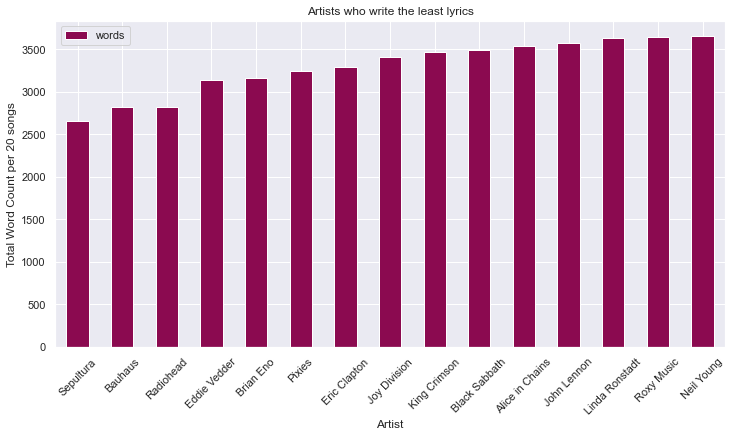 Artists who write the least lyrics
words
Total Word Count per 20 songs
3500
3000
2500
2000
1500
1000
500
0
Sepultura
Bauhaus
Radiohead
Eddie Vedder
Brian Eno
Pixies
Eric Clapton
Joy Division
King Crimson
Black Sabbath
Alice in Chains
John Lennon
Linda Ronstadt
Roxy Music
Neil Young
Artist